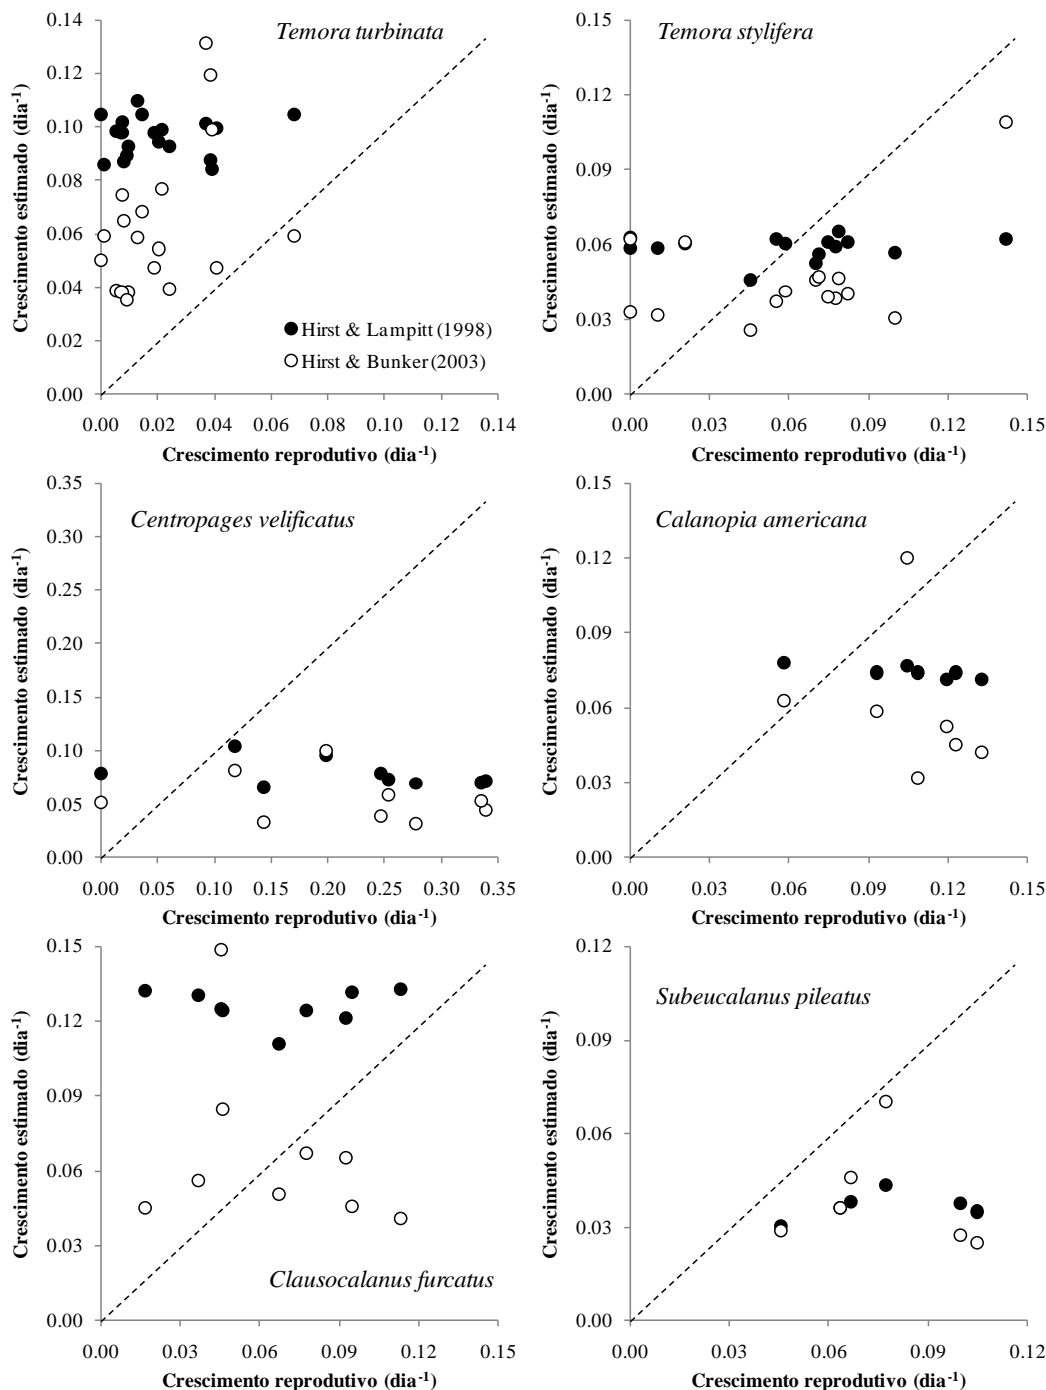 0.14
0.12
0.10
0.08
0.06
0.04
0.02
0.00
Crescimento estimado (dia-1)
Temora turbinata
Hirst & Lampitt (1998)
Hirst & Bunker (2003)
0.00 0.02 0.04 0.06 0.08 0.10 0.12 0.14
Crescimento reprodutivo (dia-1)
0.15
0.12
0.09
0.06
0.03
0.00
Crescimento estimado (dia-1)
Temora stylifera
0.00 0.03 0.06 0.09 0.12 0.15
Crescimento reprodutivo (dia-1)
0.35
0.30
0.25
0.20
0.15
0.10
0.05
0.00
Crescimento estimado (dia-1)
Centropages velificatus
0.00 0.05 0.10 0.15 0.20 0.25 0.30 0.35
Crescimento reprodutivo (dia-1)
0.15
0.12
0.09
0.06
0.03
0.00
Crescimento estimado (dia-1)
Calanopia americana
0.00 0.03 0.06 0.09 0.12 0.15
Crescimento reprodutivo (dia-1)
0.15
0.12
0.09
0.06
0.03
0.00
Crescimento estimado (dia-1)
Clausocalanus furcatus
0.00 0.03 0.06 0.09 0.12 0.15
Crescimento reprodutivo (dia-1)
0.12
0.09
0.06
0.03
0.00
Crescimento estimado (dia-1)
Subeucalanus pileatus
0.00 0.03 0.06 0.09 0.12
Crescimento reprodutivo (dia-1)